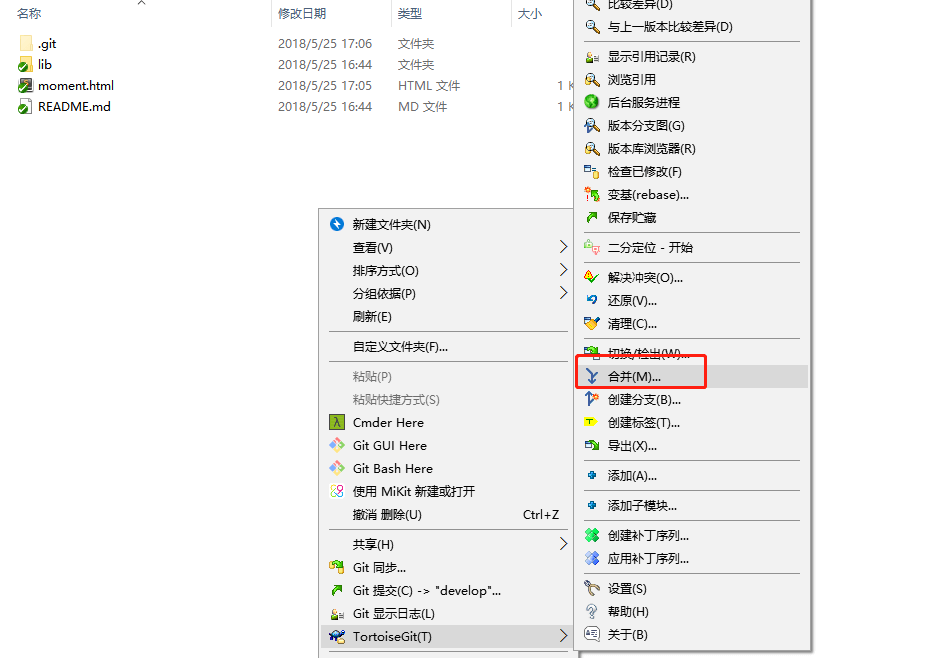 名称 修改日期 类型 大小
.git 2018/5/25 17:06 文件夹
lib 2018/5/25 16:44 文件夹
moment.html 2018/5/25 17:05 HTML 文件 1 K
README.md 2018/5/25 16:44 MD 文件 1 K
新建文件夹(N)
查看(V)
排序方式(O)
分组依据(P)
刷新(E)
自定义文件夹(F)...
粘贴(P)
粘贴快捷方式(S)
Cmder Here
Git GUI Here
Git Bash Here
使用 MiKit 新建或打开
撤消 删除(U) Ctrl+Z
共享(H)
Git 同步...
Git 提交(C) -> "develop"...
Git 显示日志(L)
TortoiseGit(T)
比较差异(D)
与上一版本比较差异(D)
显示引用记录(R)
浏览引用
后台服务进程
版本分支图(G)
版本库浏览器(R)
检查已修改(F)
变基(rebase)...
保存贮藏
二分定位 - 开始
解决冲突(O)...
还原(V)...
清理(C)...
切换/检出(W)...
合并(M)...
创建分支(B)...
创建标签(T)...
导出(X)...
添加(A)...
添加子模块...
创建补丁序列...
应用补丁序列...
设置(S)
帮助(H)
关于(B)